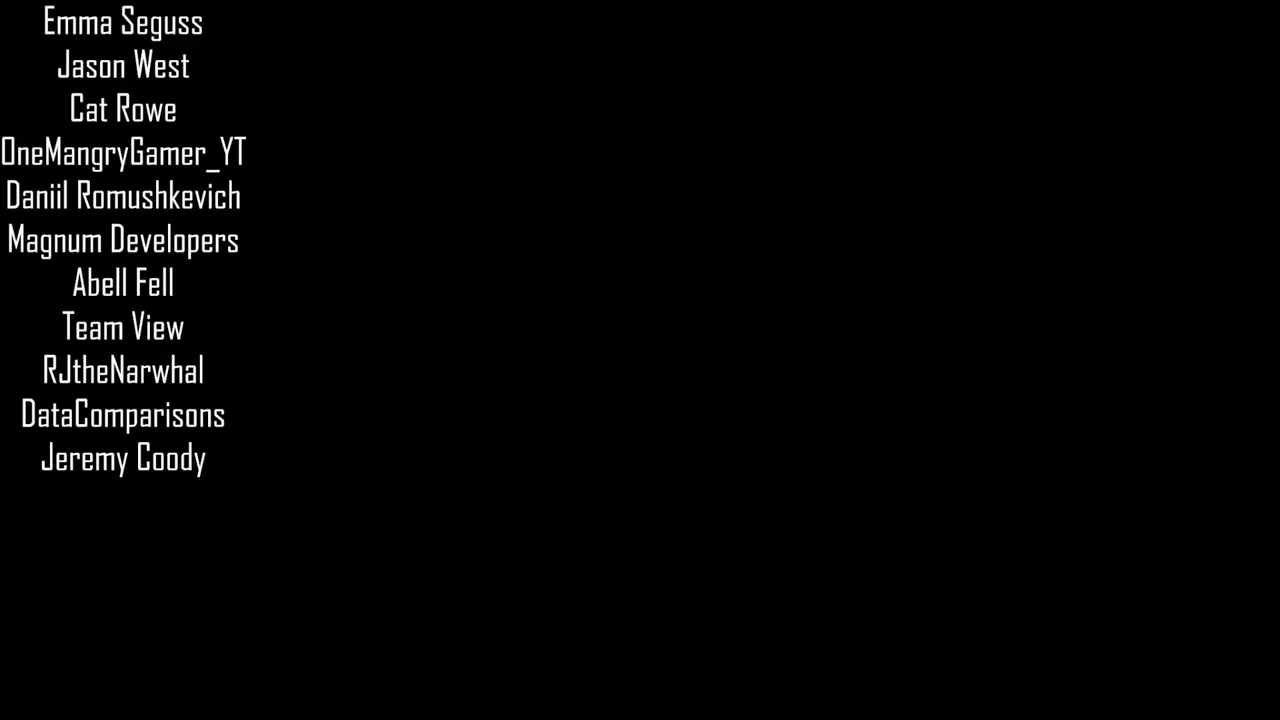 Emma Seguss
Jason West
Cat Rowe
OneMangryGamer_YT
Daniil Romushkevich
Magnum Developers
Abell Fell
Team View
RJtheNarwhal
DataComparisons
Jeremy Coody